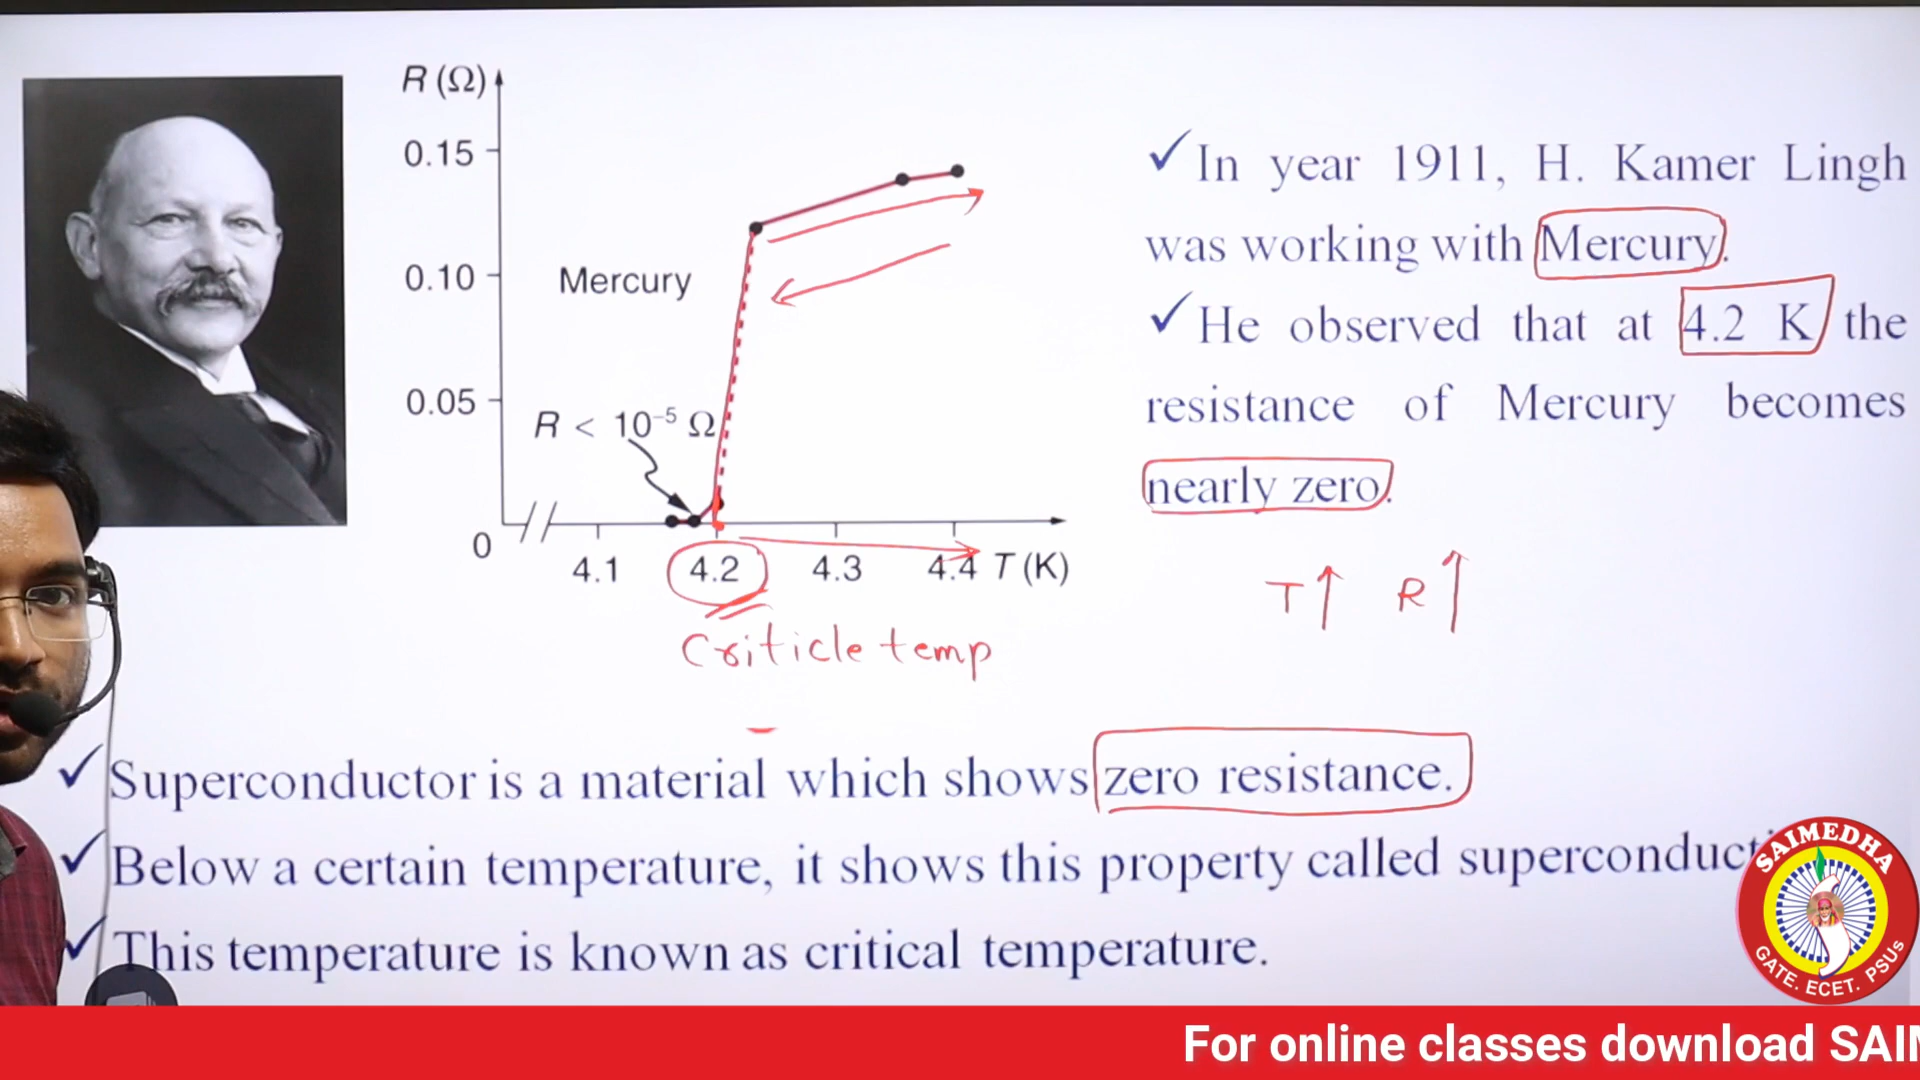 R (Ω)
0.15
0.10
0.05
0
Mercury
R < 10⁻⁵ Ω
4.1 4.2 4.3 4.4 T (K)
Criticle temp
✓In year 1911, H. Kamer Lingh
was working with Mercury.
✓He observed that at 4.2 K the
resistance of Mercury becomes
nearly zero.
T↑ R↑
✓Superconductor is a material which shows zero resistance.
✓Below a certain temperature, it shows this property called superconduct
✓This temperature is known as critical temperature.
SAIMEDHA
GATE. ECET. PSUs
For online classes download SAI